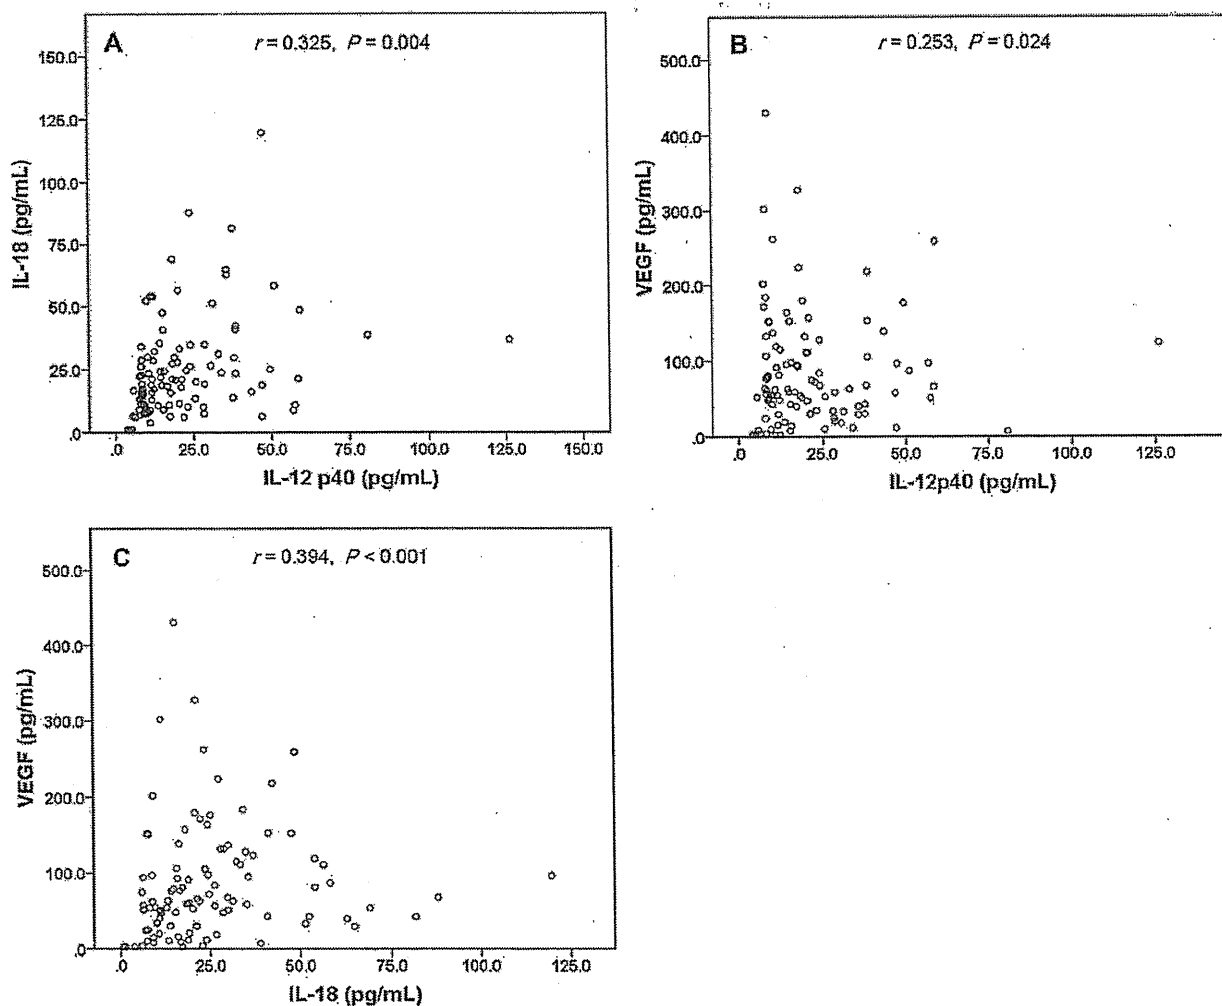 A
r = 0.325, P = 0.004
150.0
125.0
100.0
75.0
50.0
25.0
.0
IL-18 (pg/mL)
.0 25.0 50.0 75.0 100.0 125.0 150.0
IL-12 p40 (pg/mL)
B
r = 0.253, P = 0.024
500.0
400.0
300.0
200.0
100.0
.0
VEGF (pg/mL)
.0 25.0 50.0 75.0 100.0 125.0
IL-12p40 (pg/mL)
C
r = 0.394, P < 0.001
500.0
400.0
300.0
200.0
100.0
.0
VEGF (pg/mL)
.0 25.0 50.0 75.0 100.0 125.0
IL-18 (pg/mL)